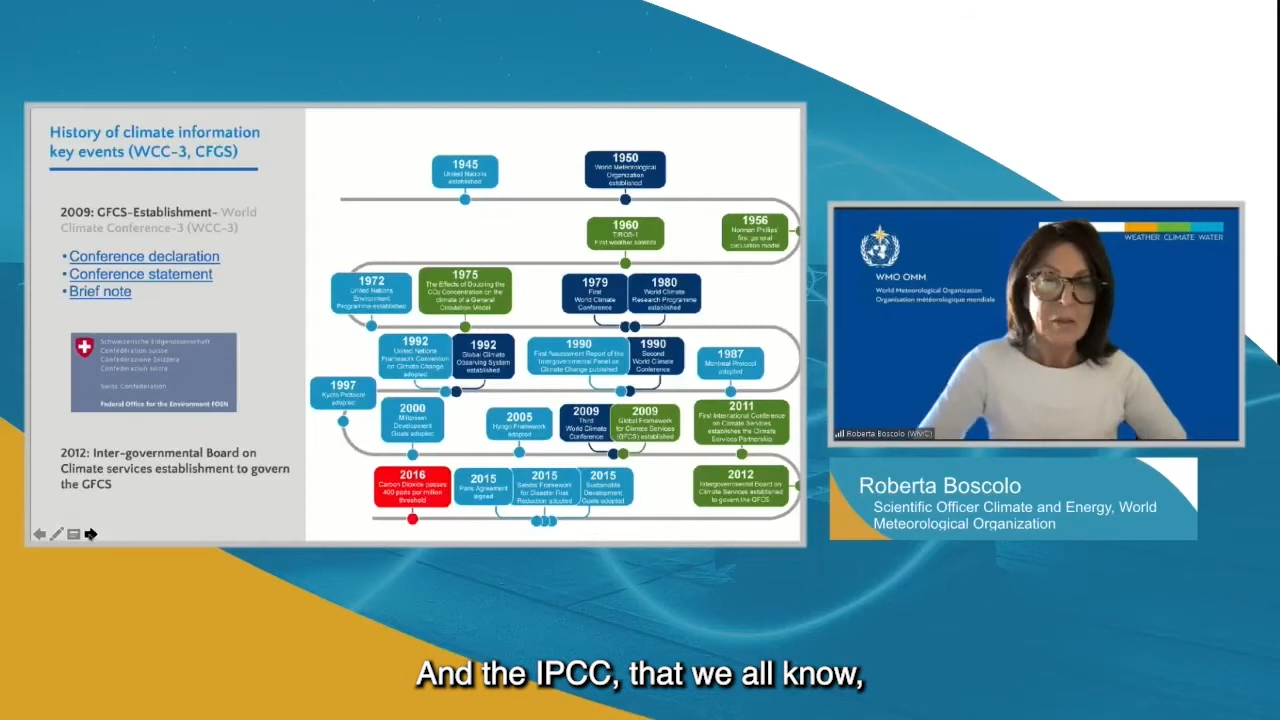 History of climate information
key events (WCC-3, CFGS)
2009: GFCS-Establishment- World
Climate Conference-3 (WCC-3)
•Conference declaration
•Conference statement
•Brief note
Schweizerische Eidgenossenschaft
Confédération suisse
Confederazione Svizzera
Confederaziun svizra
Swiss Confederation
Federal Office for the Environment FOEN
2012: Inter-governmental Board on
Climate services establishment to govern
the GFCS
1945
United Nations
established
1950
World Meteorological
Organization
established
1960
TIROS-1
First weather satellite
1956
Norman Phillips'
first general
circulation model
1972
United Nations
Environment
Programme established
1975
The Effects of Doubling the
CO₂ Concentration on the
climate of a General
Circulation Model
1979
First
World Climate
Conference
1980
World Climate
Research Programme
established
1992
United Nations
Framework Convention
on Climate Change
adopted
1992
Global Climate
Observing System
established
1990
First Assessment Report of the
Intergovernmental Panel on
Climate Change published
1990
Second
World Climate
Conference
1987
Montreal Protocol
adopted
1997
Kyoto Protocol
adopted
2000
Millenium
Development
Goals adopted
2005
Hyogo Framework
adopted
2009
Third
World Climate
Conference
2009
Global Framework
for Climate Services
(GFCS) established
2011
First International Conference
on Climate Services
establishes the Climate
Services Partnership
2016
Carbon Dioxide passes
400 parts per million
threshold
2015
Paris Agreement
signed
2015
Sendai Framework
for Disaster Risk
Reduction adopted
2015
Sustainable
Development
Goals adopted
2012
Intergovernmental Board on
Climate Services established
to govern the GFCS
WEATHER CLIMATE WATER
WMO OMM
World Meteorological Organization
Organisation météorologique mondiale
Roberta Boscolo (WMO)
Roberta Boscolo
Scientific Officer Climate and Energy, World
Meteorological Organization
And the IPCC, that we all know,